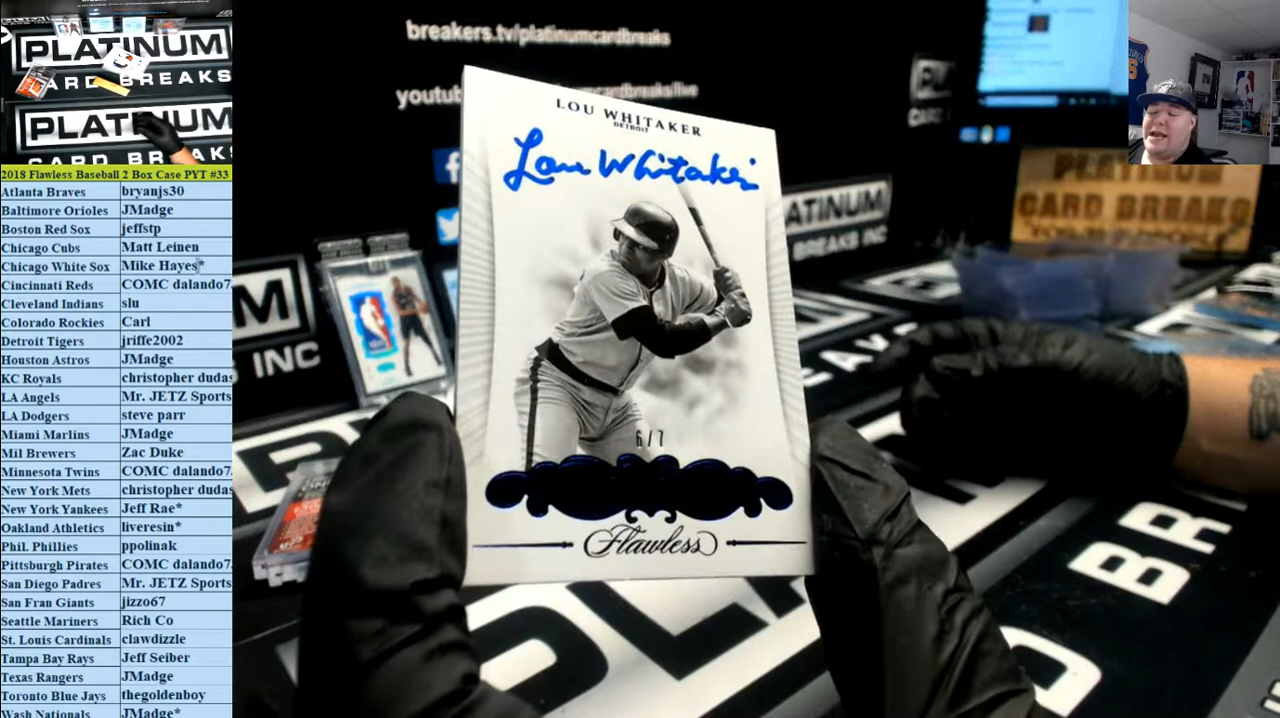 PLATINUM
CARD BREAKS
PLATINUM
CARD BREAKS
2018 Flawless Baseball 2 Box Case PYT #33
Atlanta Braves bryanjs30
Baltimore Orioles JMadge
Boston Red Sox jeffstp
Chicago Cubs Matt Leinen
Chicago White Sox Mike Hayes*
Cincinnati Reds COMC dalando7
Cleveland Indians slu
Colorado Rockies Carl
Detroit Tigers jriffe2002
Houston Astros JMadge
KC Royals christopher dudas
LA Angels Mr. JETZ Sports
LA Dodgers steve parr
Miami Marlins JMadge
Mil Brewers Zac Duke
Minnesota Twins COMC dalando7
New York Mets christopher dudas
New York Yankees Jeff Rae*
Oakland Athletics liveresin*
Phil. Phillies ppolinak
Pittsburgh Pirates COMC dalando7
San Diego Padres Mr. JETZ Sports
San Fran Giants jizzo67
Seattle Mariners Rich Co
St. Louis Cardinals clawdizzle
Tampa Bay Rays Jeff Seiber
Texas Rangers JMadge
Toronto Blue Jays thegoldenboy
Wash Nationals JMadge*
breakers.tv/platinumcardbreaks
youtub cardbreaks/live
LOU WHITAKER
DETROIT
Lou Whitaker
6/7
Flawless
ATINUM
BREAKS INC
PLATINUM
CARD BREAKS
M
INC
EAK
BR